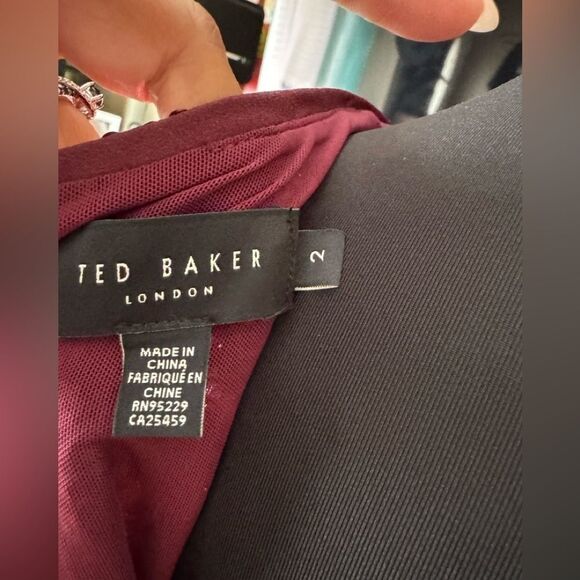 TED BAKER
LONDON
2
MADE IN
CHINA
FABRIQUÉ EN
CHINE
RN95229
CA25459